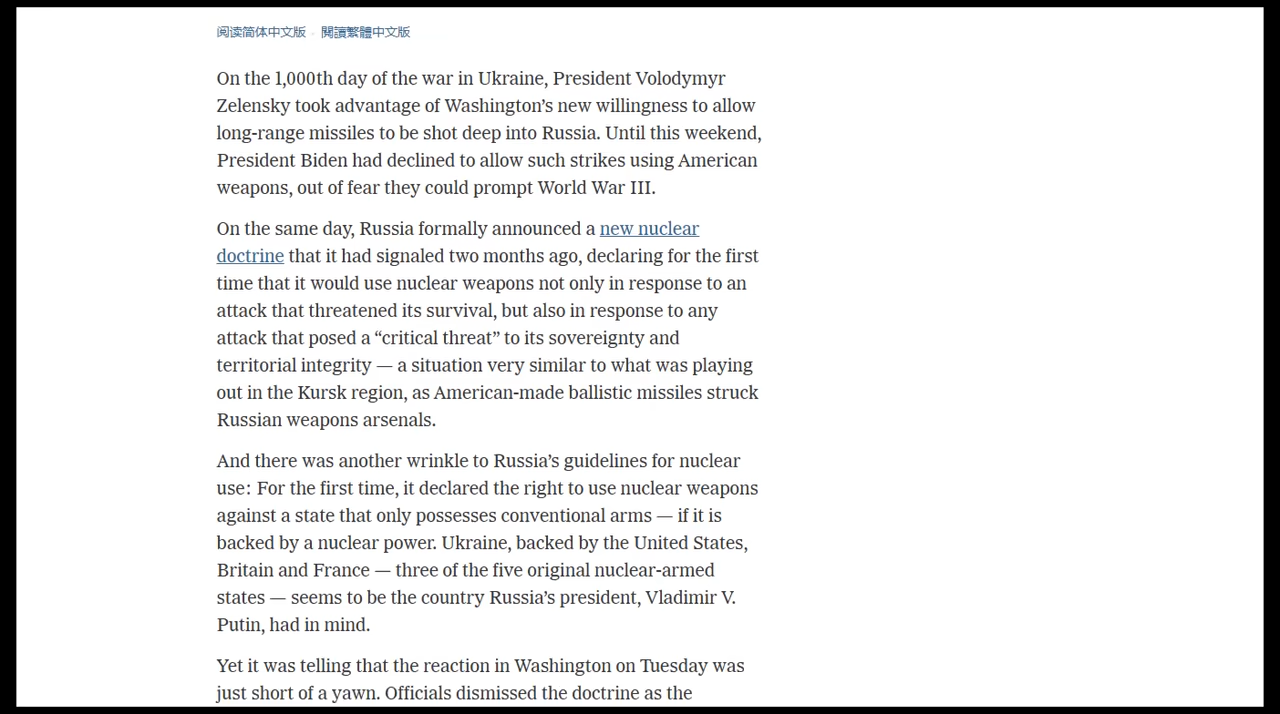 阅读简体中文版 · 閱讀繁體中文版
On the 1,000th day of the war in Ukraine, President Volodymyr
Zelensky took advantage of Washington’s new willingness to allow
long-range missiles to be shot deep into Russia. Until this weekend,
President Biden had declined to allow such strikes using American
weapons, out of fear they could prompt World War III.
On the same day, Russia formally announced a new nuclear
doctrine that it had signaled two months ago, declaring for the first
time that it would use nuclear weapons not only in response to an
attack that threatened its survival, but also in response to any
attack that posed a “critical threat” to its sovereignty and
territorial integrity — a situation very similar to what was playing
out in the Kursk region, as American-made ballistic missiles struck
Russian weapons arsenals.
And there was another wrinkle to Russia’s guidelines for nuclear
use: For the first time, it declared the right to use nuclear weapons
against a state that only possesses conventional arms — if it is
backed by a nuclear power. Ukraine, backed by the United States,
Britain and France — three of the five original nuclear-armed
states — seems to be the country Russia’s president, Vladimir V.
Putin, had in mind.
Yet it was telling that the reaction in Washington on Tuesday was
just short of a yawn. Officials dismissed the doctrine as the